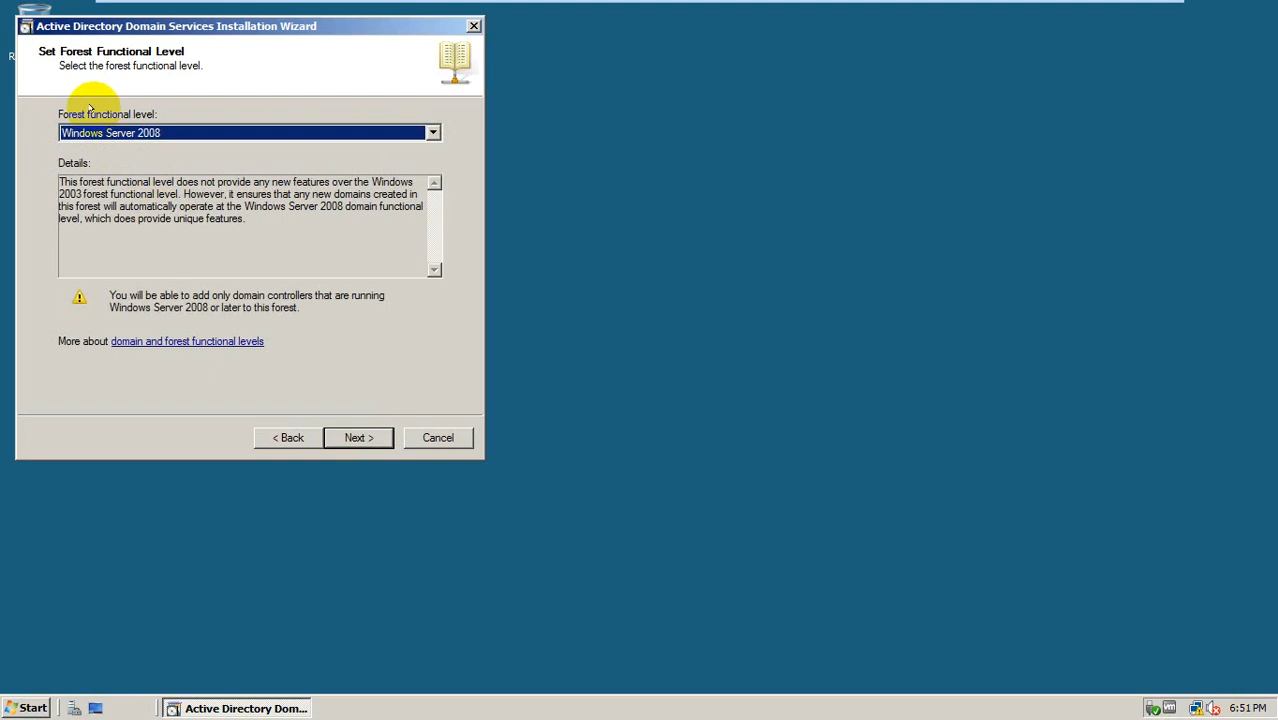 Active Directory Domain Services Installation Wizard
Set Forest Functional Level
Select the forest functional level.
R
Forest functional level:
Windows Server 2008
Details:
This forest functional level does not provide any new features over the Windows
2003 forest functional level. However, it ensures that any new domains created in
this forest will automatically operate at the Windows Server 2008 domain functional
level, which does provide unique features.
You will be able to add only domain controllers that are running
Windows Server 2008 or later to this forest.
More about domain and forest functional levels
< Back
Next >
Cancel
Start
Active Directory Dom...
vm
6:51 PM